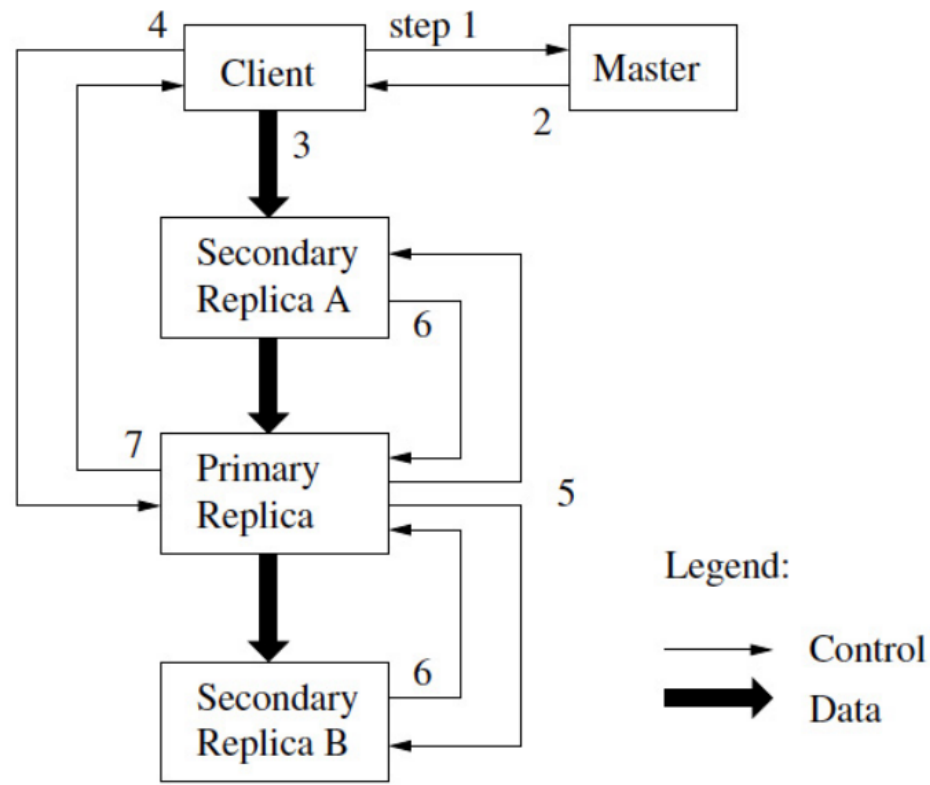 4
step 1
Client
Master
2
3
Secondary
Replica A
6
7
Primary
Replica
5
Legend:
Control
6
Secondary
Replica B
Data